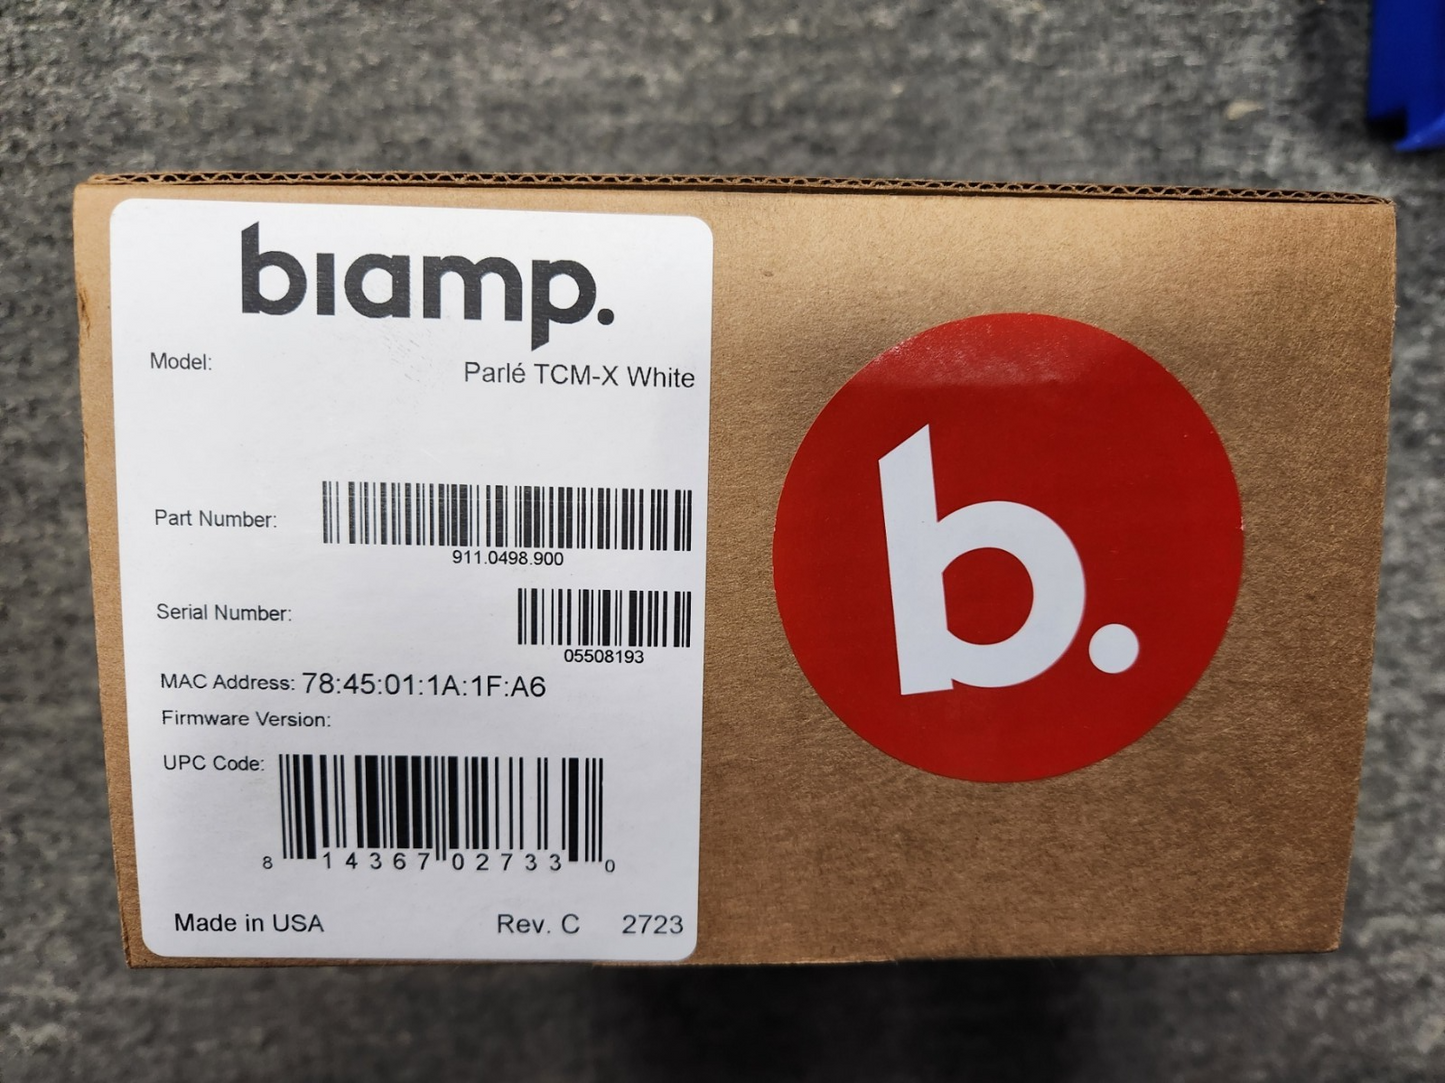 biamp.
Model: Parlé TCM-X White
Part Number:
911.0498.900
Serial Number:
05508193
MAC Address: 78:45:01:1A:1F:A6
Firmware Version:
UPC Code:
8 14367 02733 0
Made in USA Rev. C 2723
b.